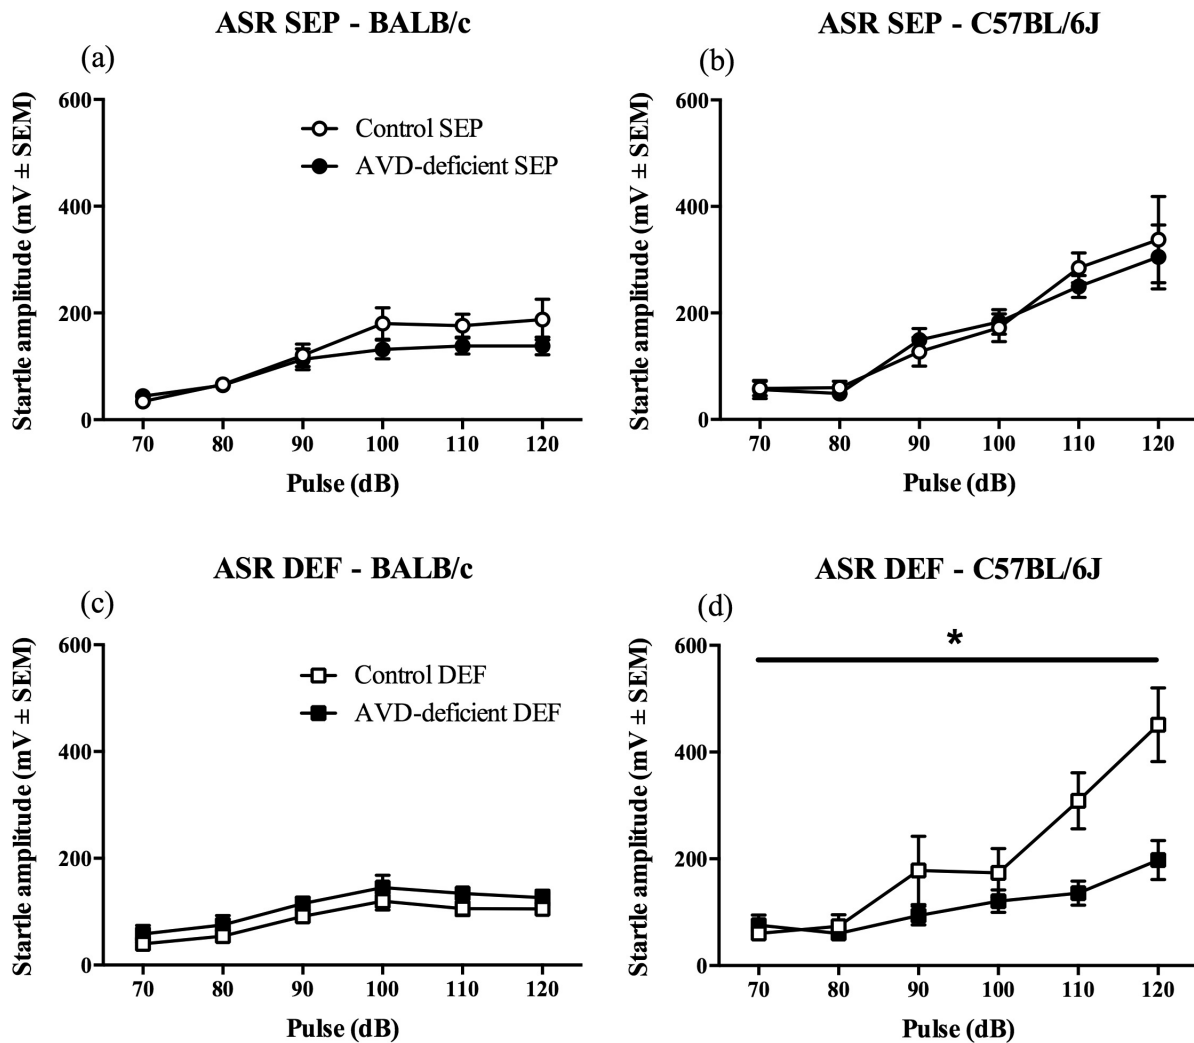 ASR SEP - BALB/c
(a)
Startle amplitude (mV ± SEM)
600
400
200
0
Control SEP
AVD-deficient SEP
70 80 90 100 110 120
Pulse (dB)
ASR SEP - C57BL/6J
(b)
Startle amplitude (mV ± SEM)
600
400
200
0
70 80 90 100 110 120
Pulse (dB)
ASR DEF - BALB/c
(c)
Startle amplitude (mV ± SEM)
600
400
200
0
Control DEF
AVD-deficient DEF
70 80 90 100 110 120
Pulse (dB)
ASR DEF - C57BL/6J
(d)
*
Startle amplitude (mV ± SEM)
600
400
200
0
70 80 90 100 110 120
Pulse (dB)